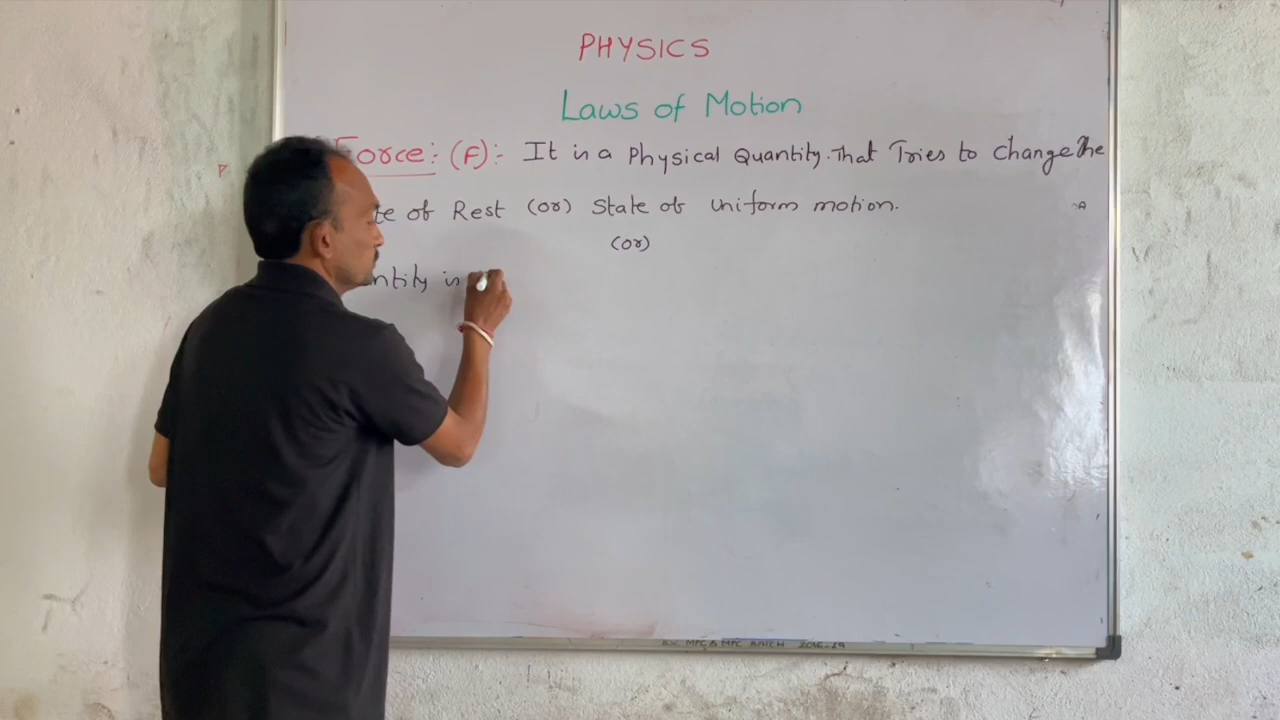 PHYSICS
Laws of Motion
Force: (F):- It is a Physical Quantity. That Tries to change The
te of Rest (or) State of uniform motion.
(or)
ntity is